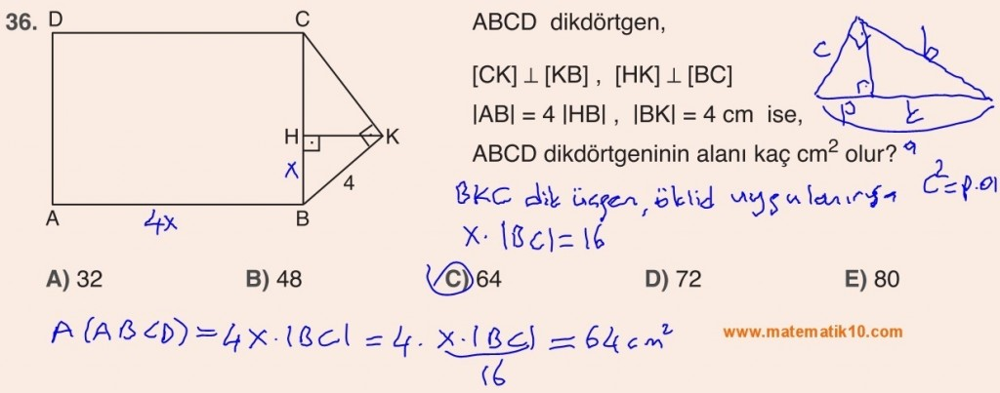 36. D C
ABCD dikdörtgen,
[CK] ⊥ [KB] , [HK] ⊥ [BC]
|AB| = 4 |HB| , |BK| = 4 cm ise,
ABCD dikdörtgeninin alanı kaç cm² olur?
c b
p k
a
c² = p.a
H K
x 4
A 4x B
BKC dik üçgen, öklid uygulanırsa
x . |BC| = 16
A) 32 B) 48 C) 64 D) 72 E) 80
A(ABCD) = 4x . |BC| = 4 . x . |BC| = 64 cm²
16
www.matematik10.com